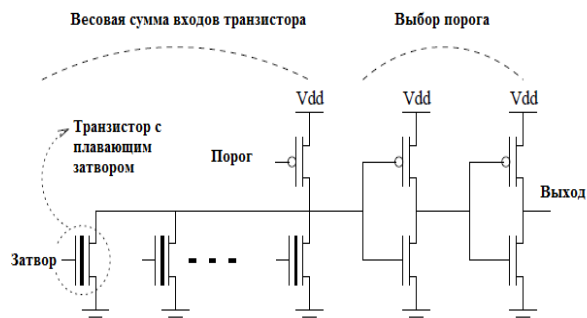 Весовая сумма входов транзистора
Выбор порога
Vdd
Vdd
Vdd
Транзистор с
плавающим
затвором
Порог
Выход
Затвор